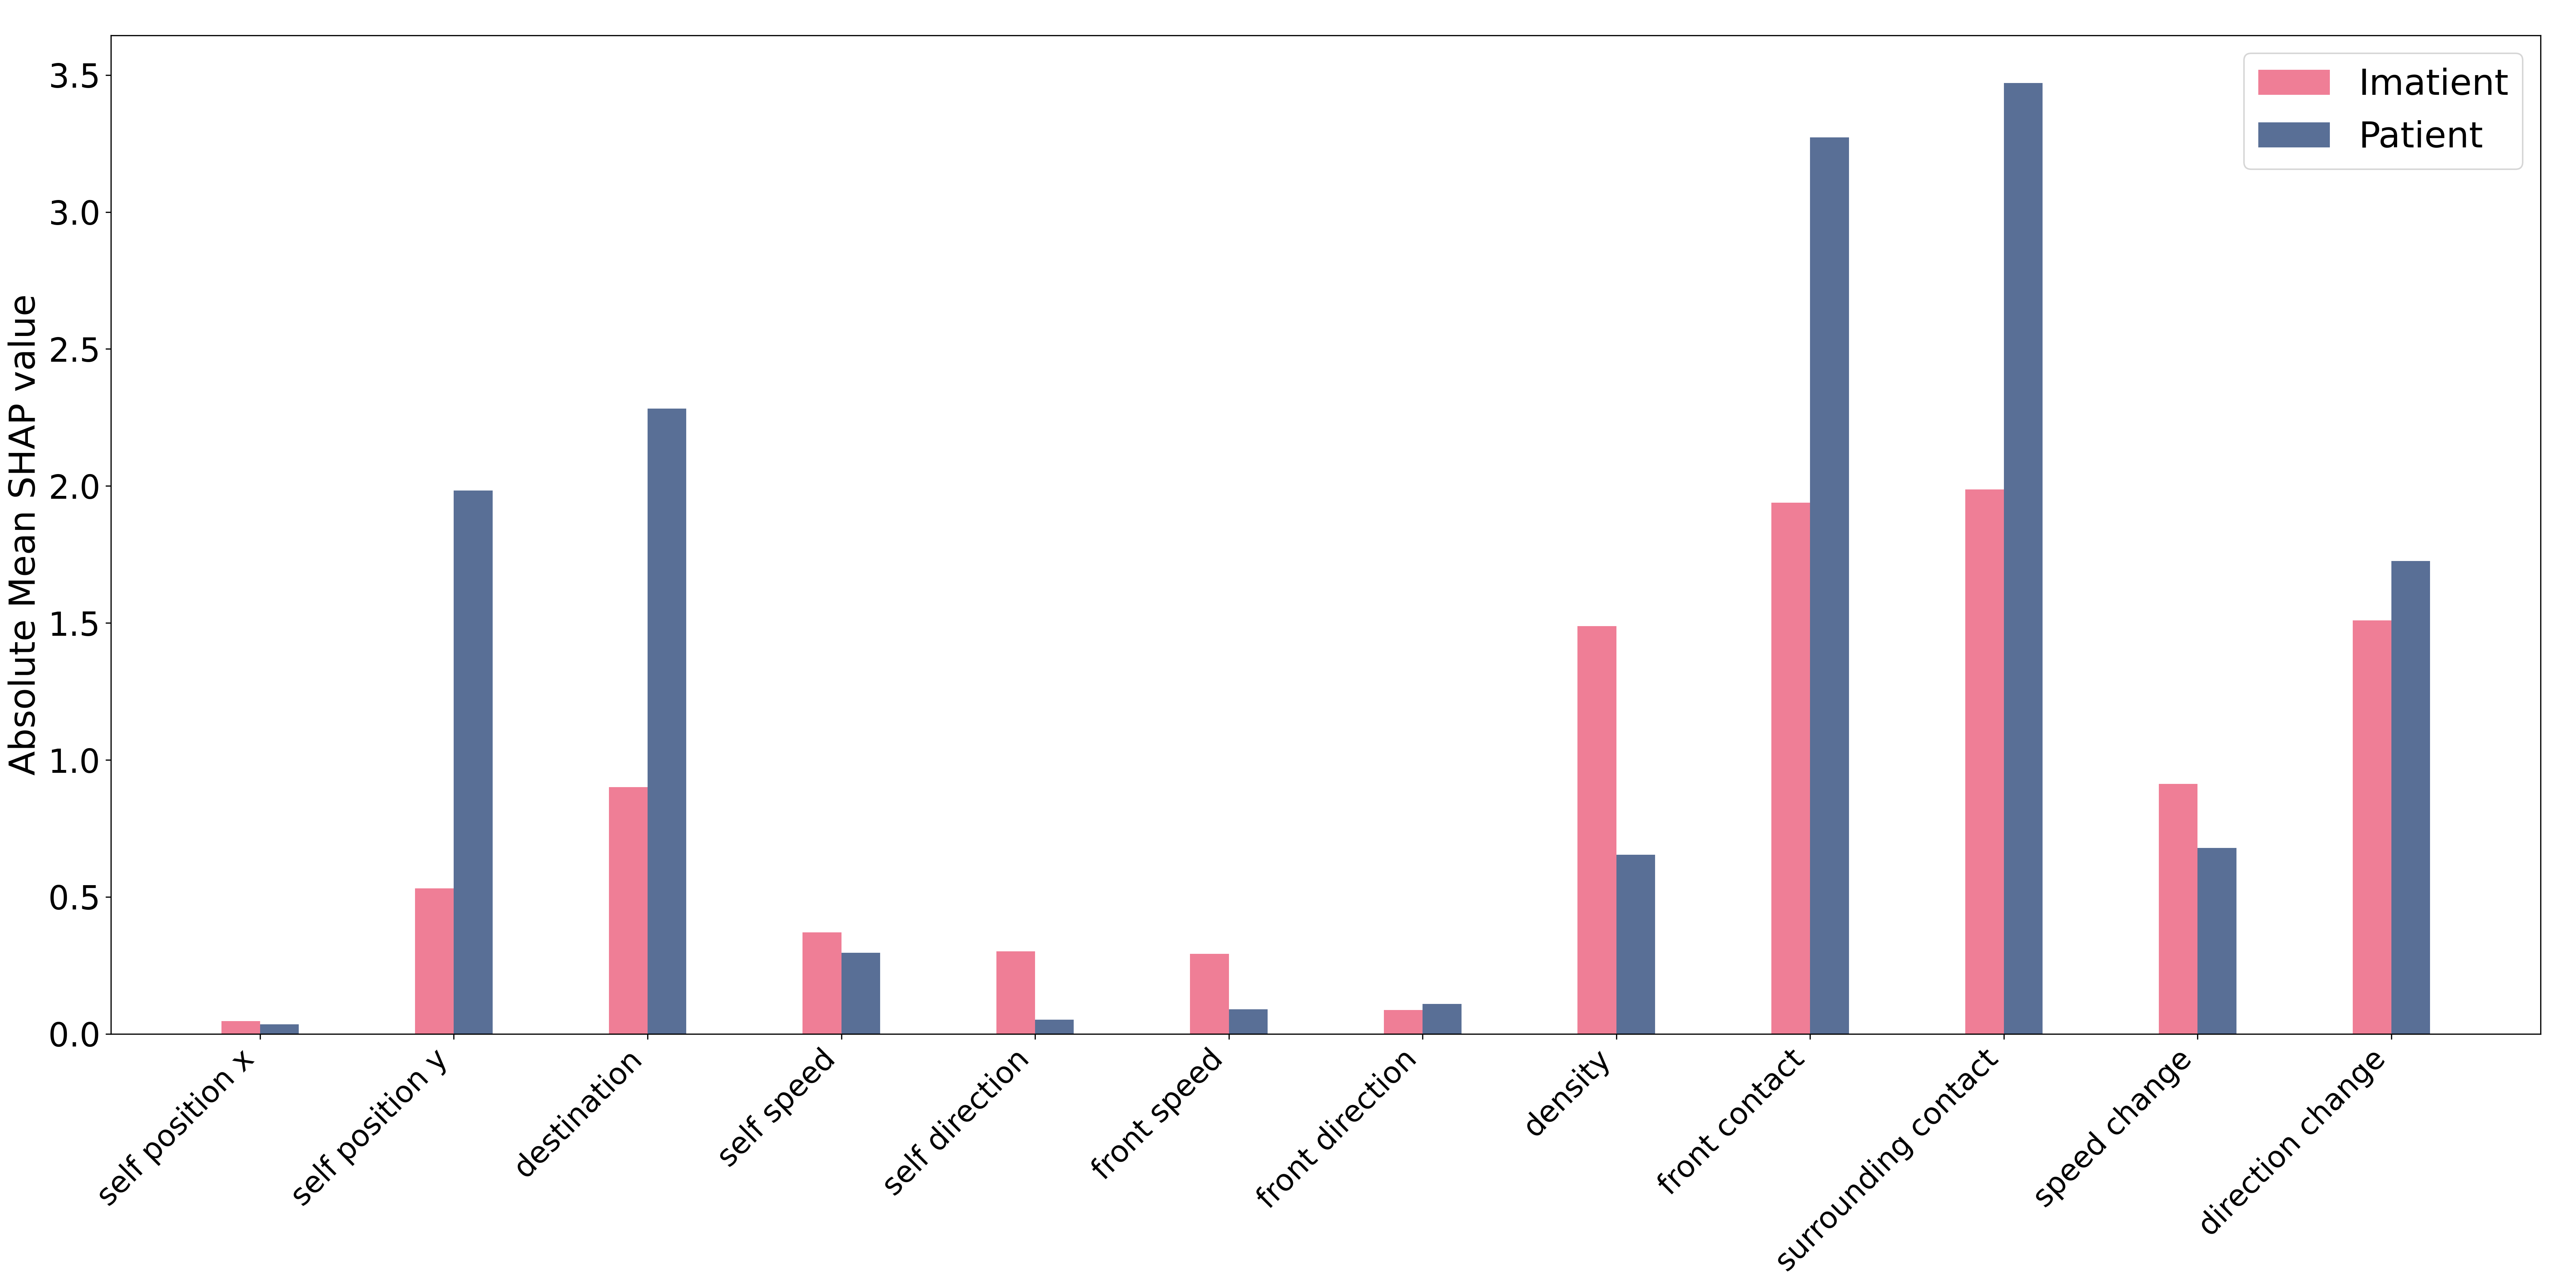 Absolute Mean SHAP value
3.5
3.0
2.5
2.0
1.5
1.0
0.5
0.0
Imatient
Patient
self position x
self position y
destination
self speed
self direction
front speed
front direction
density
front contact
surrounding contact
speed change
direction change